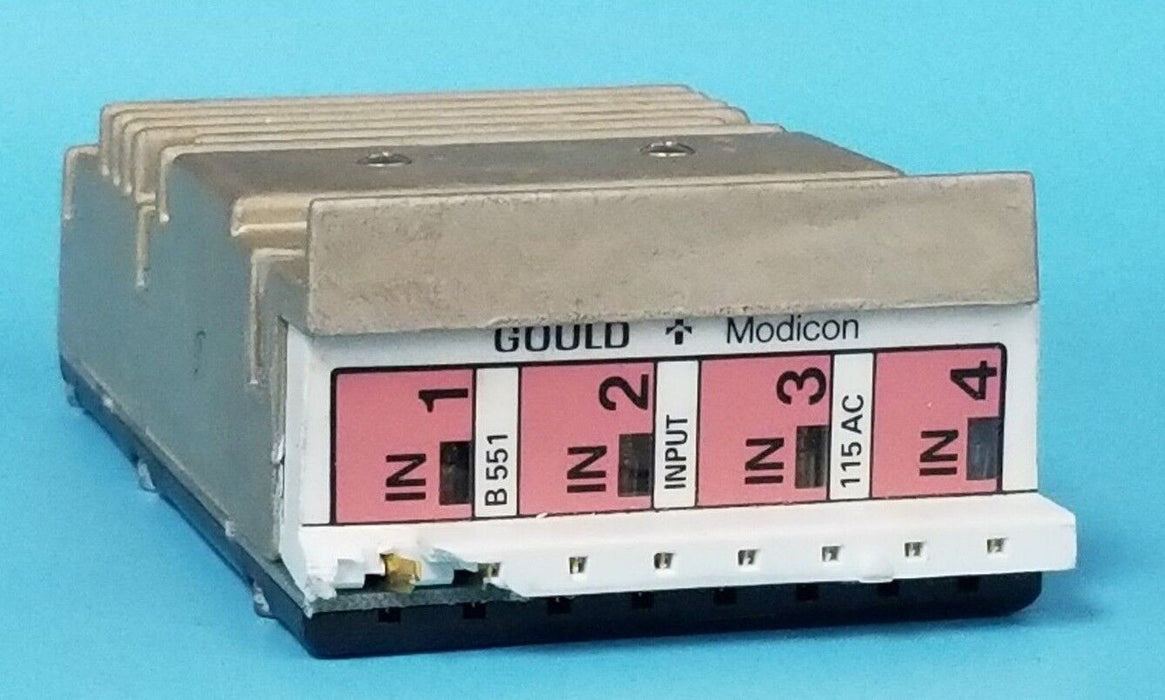 GOULD Modicon
IN 1
B 551
IN 2
INPUT
IN 3
115 AC
IN 4